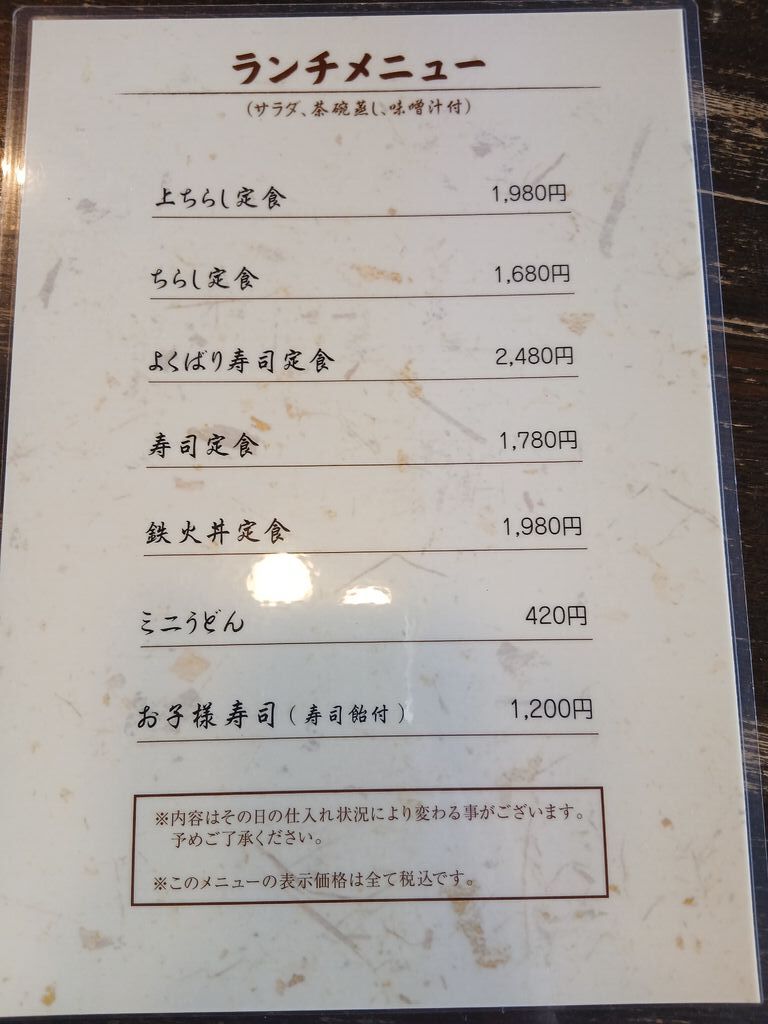 ランチメニュー
(サラダ、茶碗蒸し、味噌汁付)
上ちらし定食 1,980円
ちらし定食 1,680円
よくばり寿司定食 2,480円
寿司定食 1,780円
鉄火丼定食 1,980円
ミニうどん 420円
お子様寿司(寿司飴付) 1,200円
※内容はその日の仕入れ状況により変わる事がございます。
予めご了承ください。
※このメニューの表示価格は全て税込です。